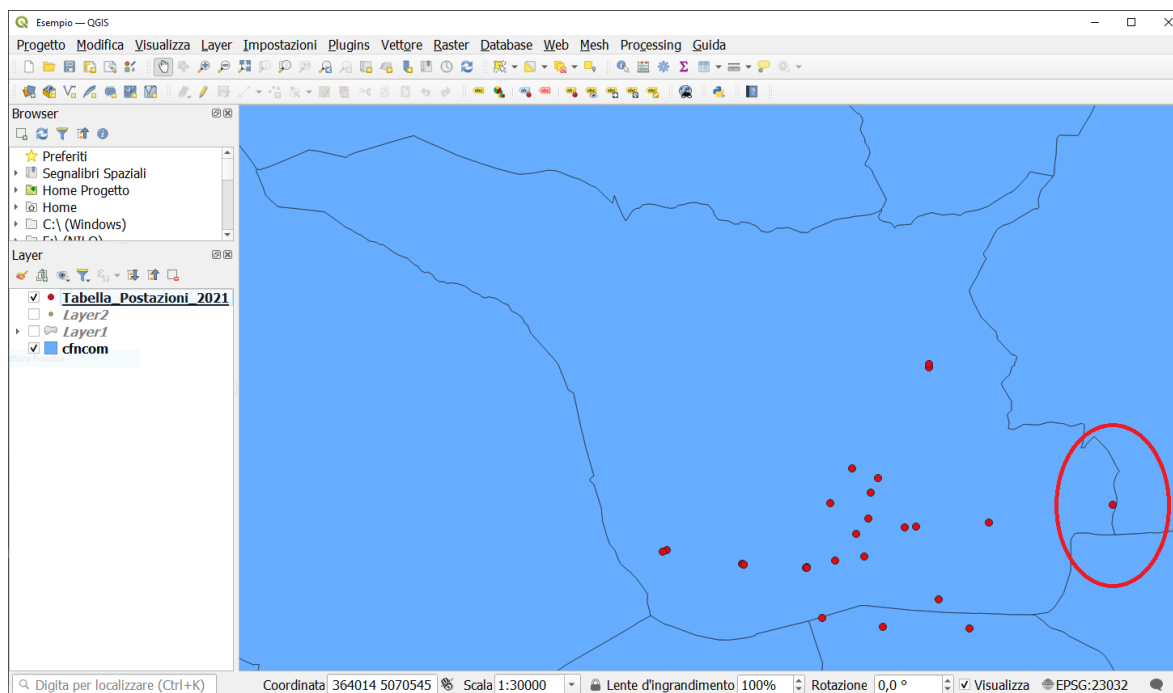 Esempio — QGIS
Progetto Modifica Visualizza Layer Impostazioni Plugins Vettore Raster Database Web Mesh Processing Guida
Browser
Preferiti
Segnalibri Spaziali
Home Progetto
Home
C:\ (Windows)
Layer
Tabella_Postazioni_2021
Layer2
Layer1
cfncom
Digita per localizzare (Ctrl+K) Coordinata 364014 5070545 Scala 1:30000 Lente d'ingrandimento 100% Rotazione 0,0 ° Visualizza EPSG:23032